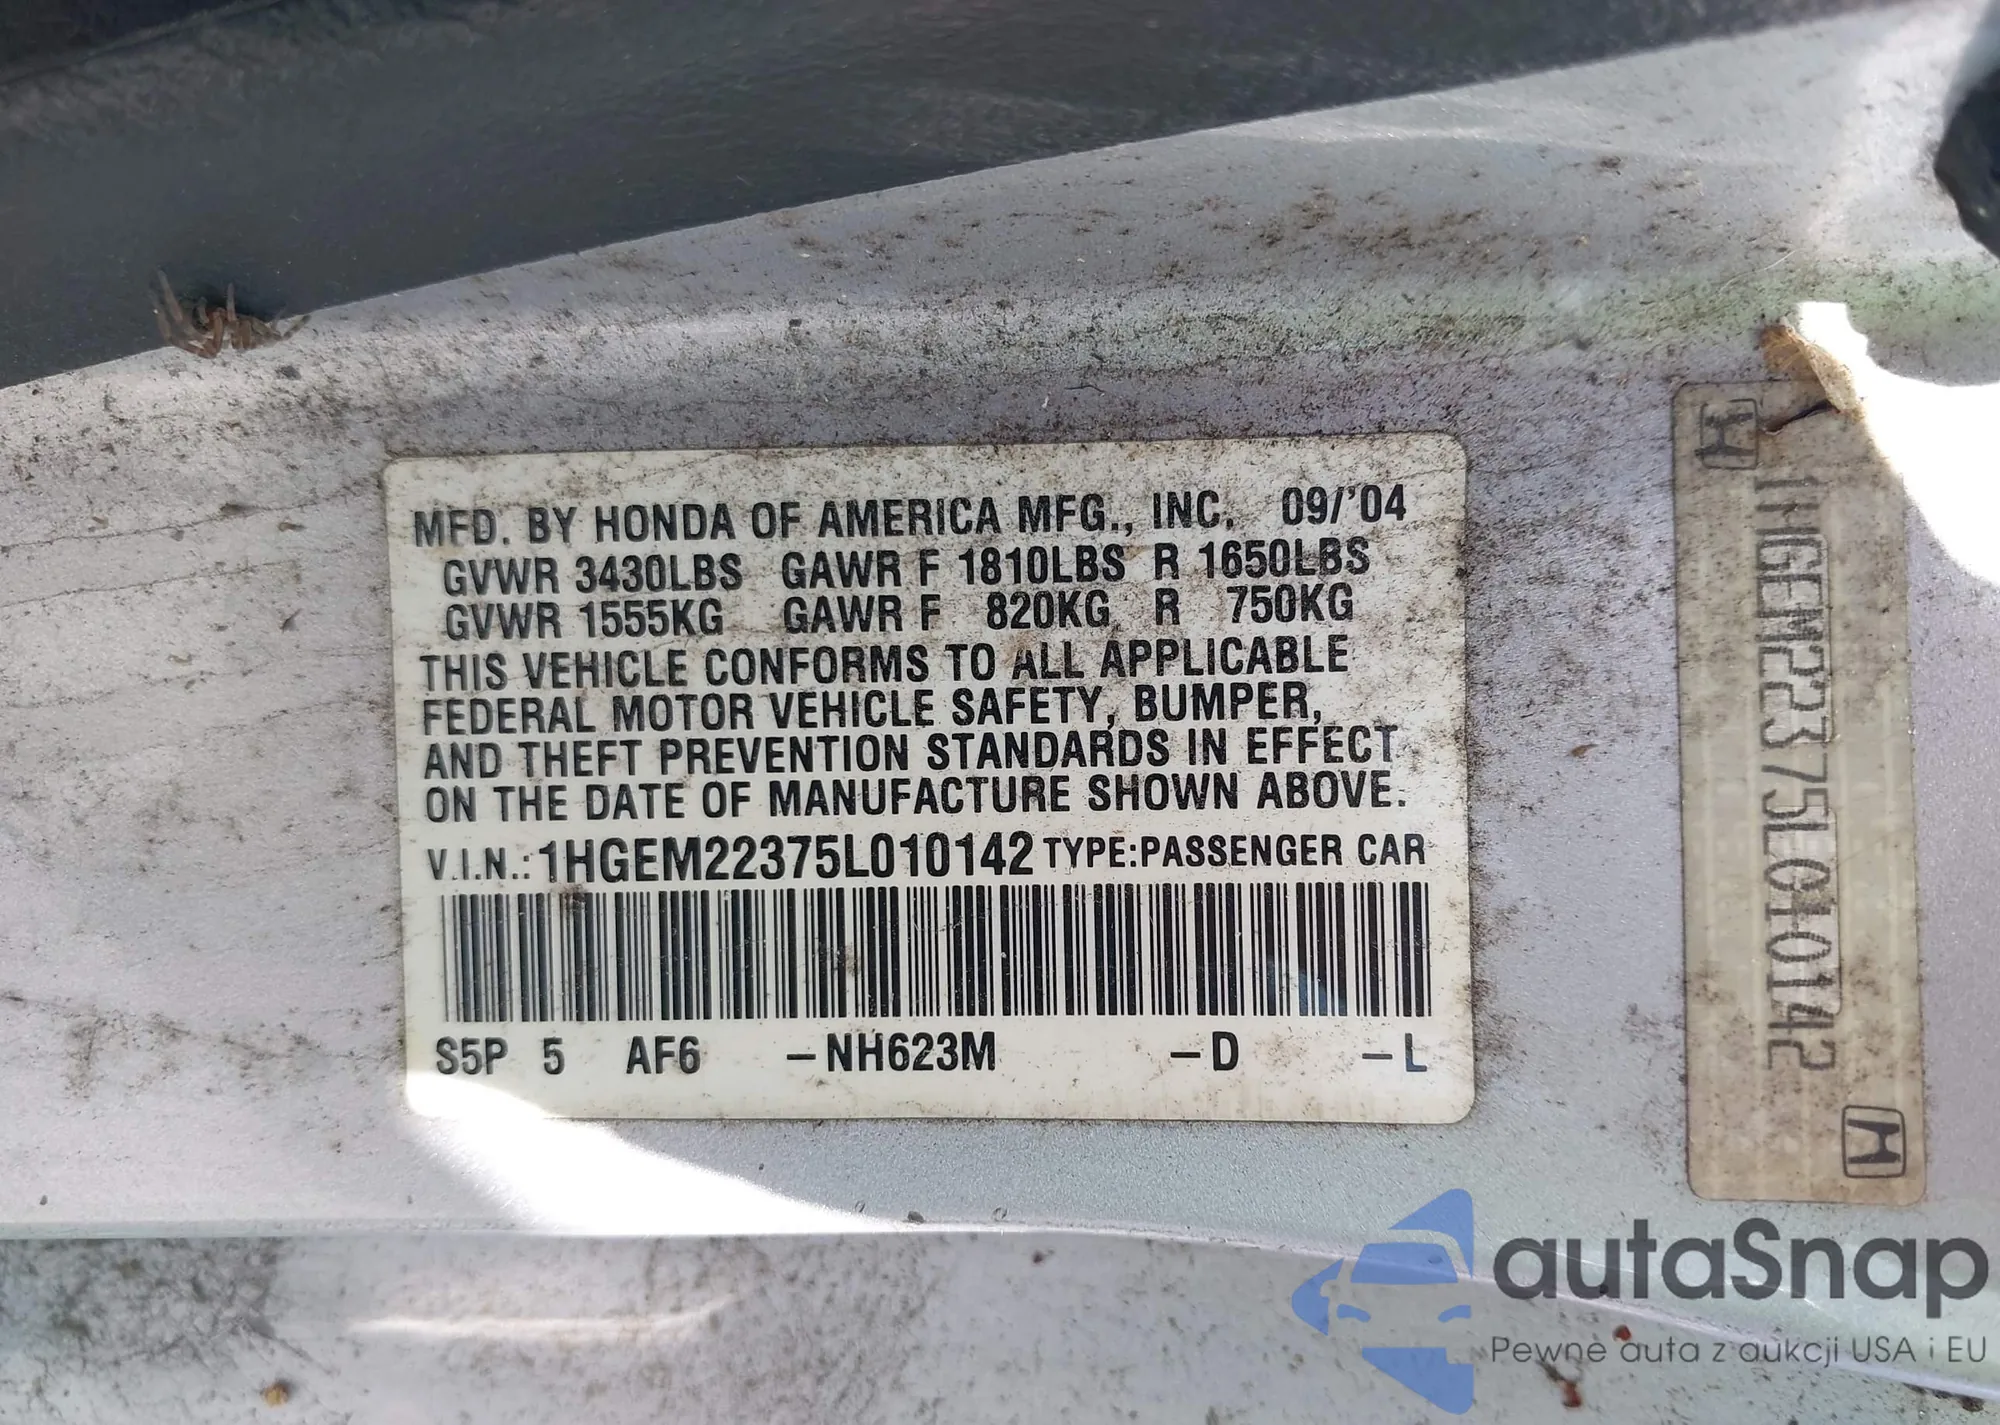 MFD. BY HONDA OF AMERICA MFG., INC. 09/'04
GVWR 3430LBS GAWR F 1810LBS R 1650LBS
GVWR 1555KG GAWR F 820KG R 750KG
THIS VEHICLE CONFORMS TO ALL APPLICABLE
FEDERAL MOTOR VEHICLE SAFETY, BUMPER,
AND THEFT PREVENTION STANDARDS IN EFFECT
ON THE DATE OF MANUFACTURE SHOWN ABOVE.
V.I.N.: 1HGEM22375L010142 TYPE:PASSENGER CAR
S5P 5 AF6 –NH623M –D –L
1HGEM22375L010142
autaSnap
Pewne auta z aukcji USA i EU